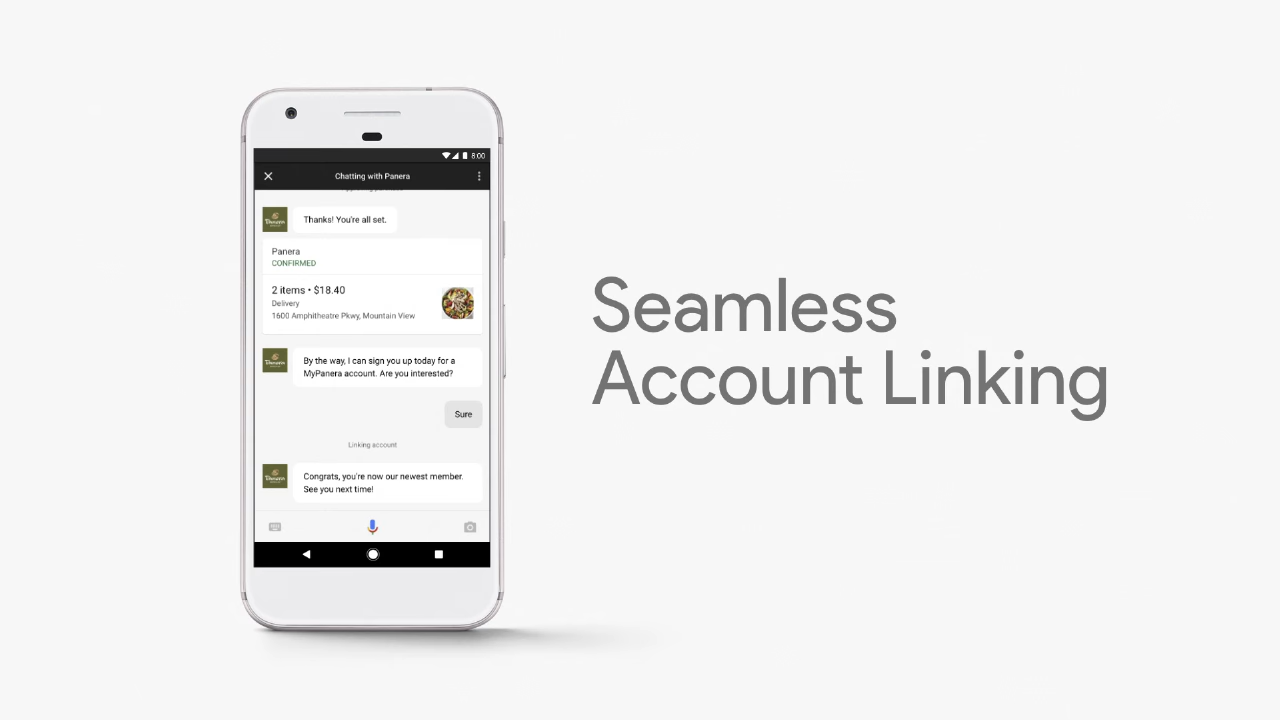 8:00
Chatting with Panera
Thanks! You're all set.
Panera
CONFIRMED
2 items • $18.40
Delivery
1600 Amphitheatre Pkwy, Mountain View
By the way, I can sign you up today for a
MyPanera account. Are you interested?
Sure
Linking account
Congrats, you're now our newest member.
See you next time!
Seamless
Account Linking